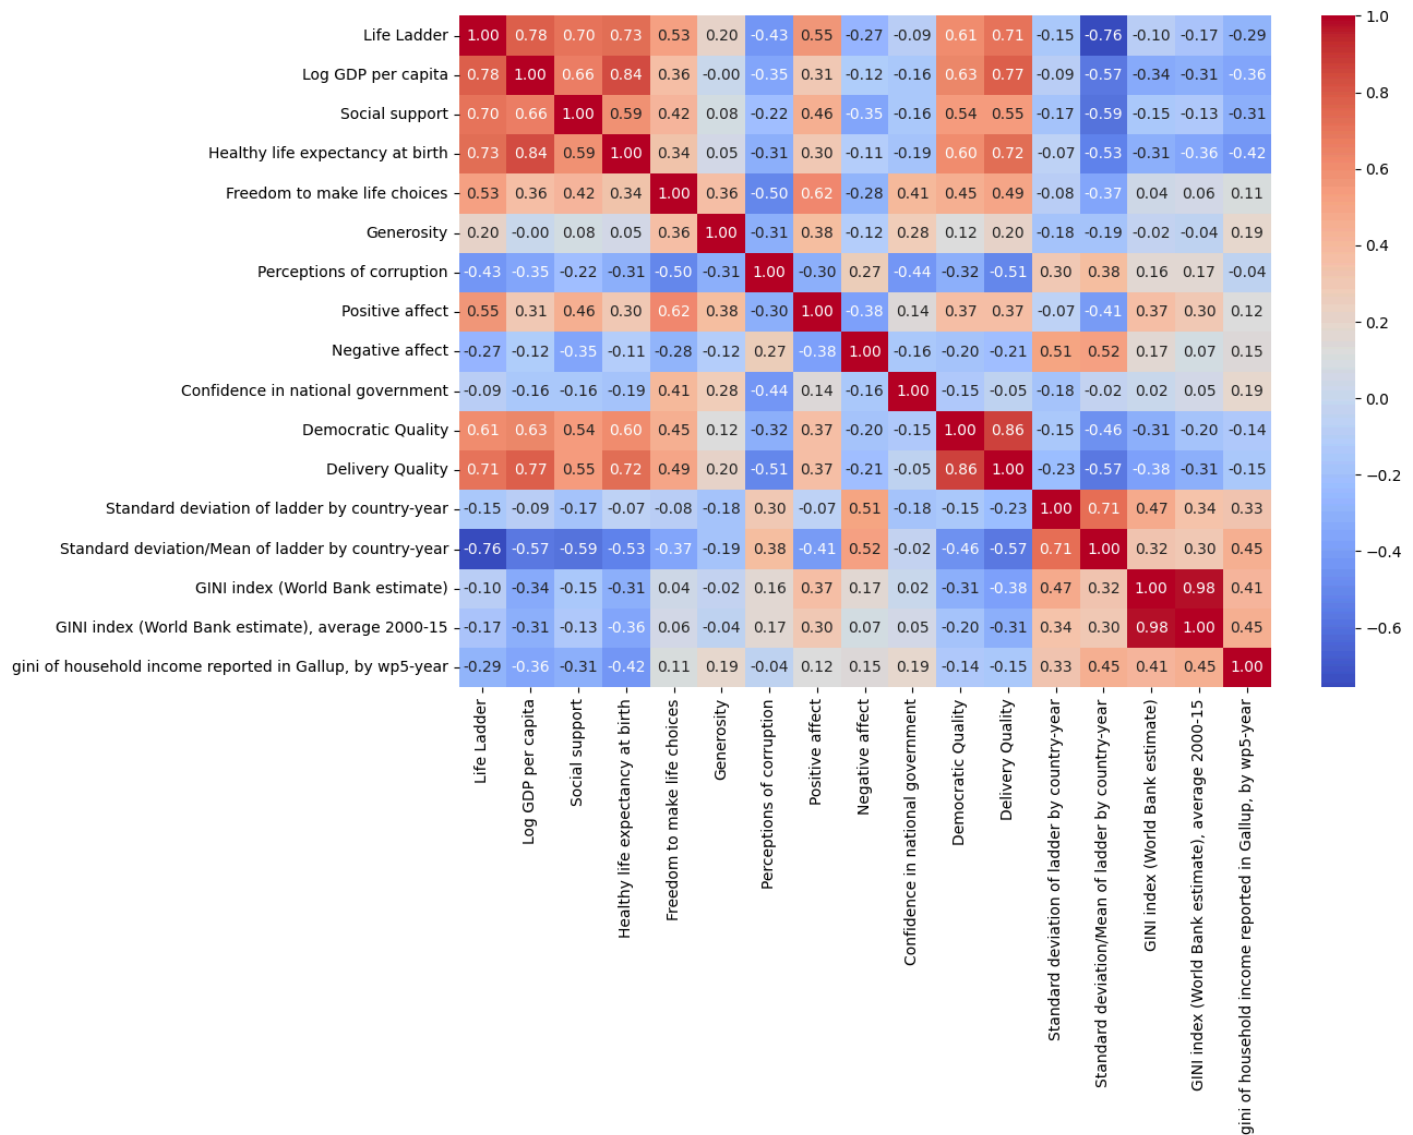 Life Ladder 1.00 0.78 0.70 0.73 0.53 0.20 -0.43 0.55 -0.27 -0.09 0.61 0.71 -0.15 -0.76 -0.10 -0.17 -0.29
Log GDP per capita 0.78 1.00 0.66 0.84 0.36 -0.00 -0.35 0.31 -0.12 -0.16 0.63 0.77 -0.09 -0.57 -0.34 -0.31 -0.36
Social support 0.70 0.66 1.00 0.59 0.42 0.08 -0.22 0.46 -0.35 -0.16 0.54 0.55 -0.17 -0.59 -0.15 -0.13 -0.31
Healthy life expectancy at birth 0.73 0.84 0.59 1.00 0.34 0.05 -0.31 0.30 -0.11 -0.19 0.60 0.72 -0.07 -0.53 -0.31 -0.36 -0.42
Freedom to make life choices 0.53 0.36 0.42 0.34 1.00 0.36 -0.50 0.62 -0.28 0.41 0.45 0.49 -0.08 -0.37 0.04 0.06 0.11
Generosity 0.20 -0.00 0.08 0.05 0.36 1.00 -0.31 0.38 -0.12 0.28 0.12 0.20 -0.18 -0.19 -0.02 -0.04 0.19
Perceptions of corruption -0.43 -0.35 -0.22 -0.31 -0.50 -0.31 1.00 -0.30 0.27 -0.44 -0.32 -0.51 0.30 0.38 0.16 0.17 -0.04
Positive affect 0.55 0.31 0.46 0.30 0.62 0.38 -0.30 1.00 -0.38 0.14 0.37 0.37 -0.07 -0.41 0.37 0.30 0.12
Negative affect -0.27 -0.12 -0.35 -0.11 -0.28 -0.12 0.27 -0.38 1.00 -0.16 -0.20 -0.21 0.51 0.52 0.17 0.07 0.15
Confidence in national government -0.09 -0.16 -0.16 -0.19 0.41 0.28 -0.44 0.14 -0.16 1.00 -0.15 -0.05 -0.18 -0.02 0.02 0.05 0.19
Democratic Quality 0.61 0.63 0.54 0.60 0.45 0.12 -0.32 0.37 -0.20 -0.15 1.00 0.86 -0.15 -0.46 -0.31 -0.20 -0.14
Delivery Quality 0.71 0.77 0.55 0.72 0.49 0.20 -0.51 0.37 -0.21 -0.05 0.86 1.00 -0.23 -0.57 -0.38 -0.31 -0.15
Standard deviation of ladder by country-year -0.15 -0.09 -0.17 -0.07 -0.08 -0.18 0.30 -0.07 0.51 -0.18 -0.15 -0.23 1.00 0.71 0.47 0.34 0.33
Standard deviation/Mean of ladder by country-year -0.76 -0.57 -0.59 -0.53 -0.37 -0.19 0.38 -0.41 0.52 -0.02 -0.46 -0.57 0.71 1.00 0.32 0.30 0.45
GINI index (World Bank estimate) -0.10 -0.34 -0.15 -0.31 0.04 -0.02 0.16 0.37 0.17 0.02 -0.31 -0.38 0.47 0.32 1.00 0.98 0.41
GINI index (World Bank estimate), average 2000-15 -0.17 -0.31 -0.13 -0.36 0.06 -0.04 0.17 0.30 0.07 0.05 -0.20 -0.31 0.34 0.30 0.98 1.00 0.45
gini of household income reported in Gallup, by wp5-year -0.29 -0.36 -0.31 -0.42 0.11 0.19 -0.04 0.12 0.15 0.19 -0.14 -0.15 0.33 0.45 0.41 0.45 1.00
Life Ladder
Log GDP per capita
Social support
Healthy life expectancy at birth
Freedom to make life choices
Generosity
Perceptions of corruption
Positive affect
Negative affect
Confidence in national government
Democratic Quality
Delivery Quality
Standard deviation of ladder by country-year
Standard deviation/Mean of ladder by country-year
GINI index (World Bank estimate)
GINI index (World Bank estimate), average 2000-15
gini of household income reported in Gallup, by wp5-year
1.0
0.8
0.6
0.4
0.2
0.0
−0.2
−0.4
−0.6